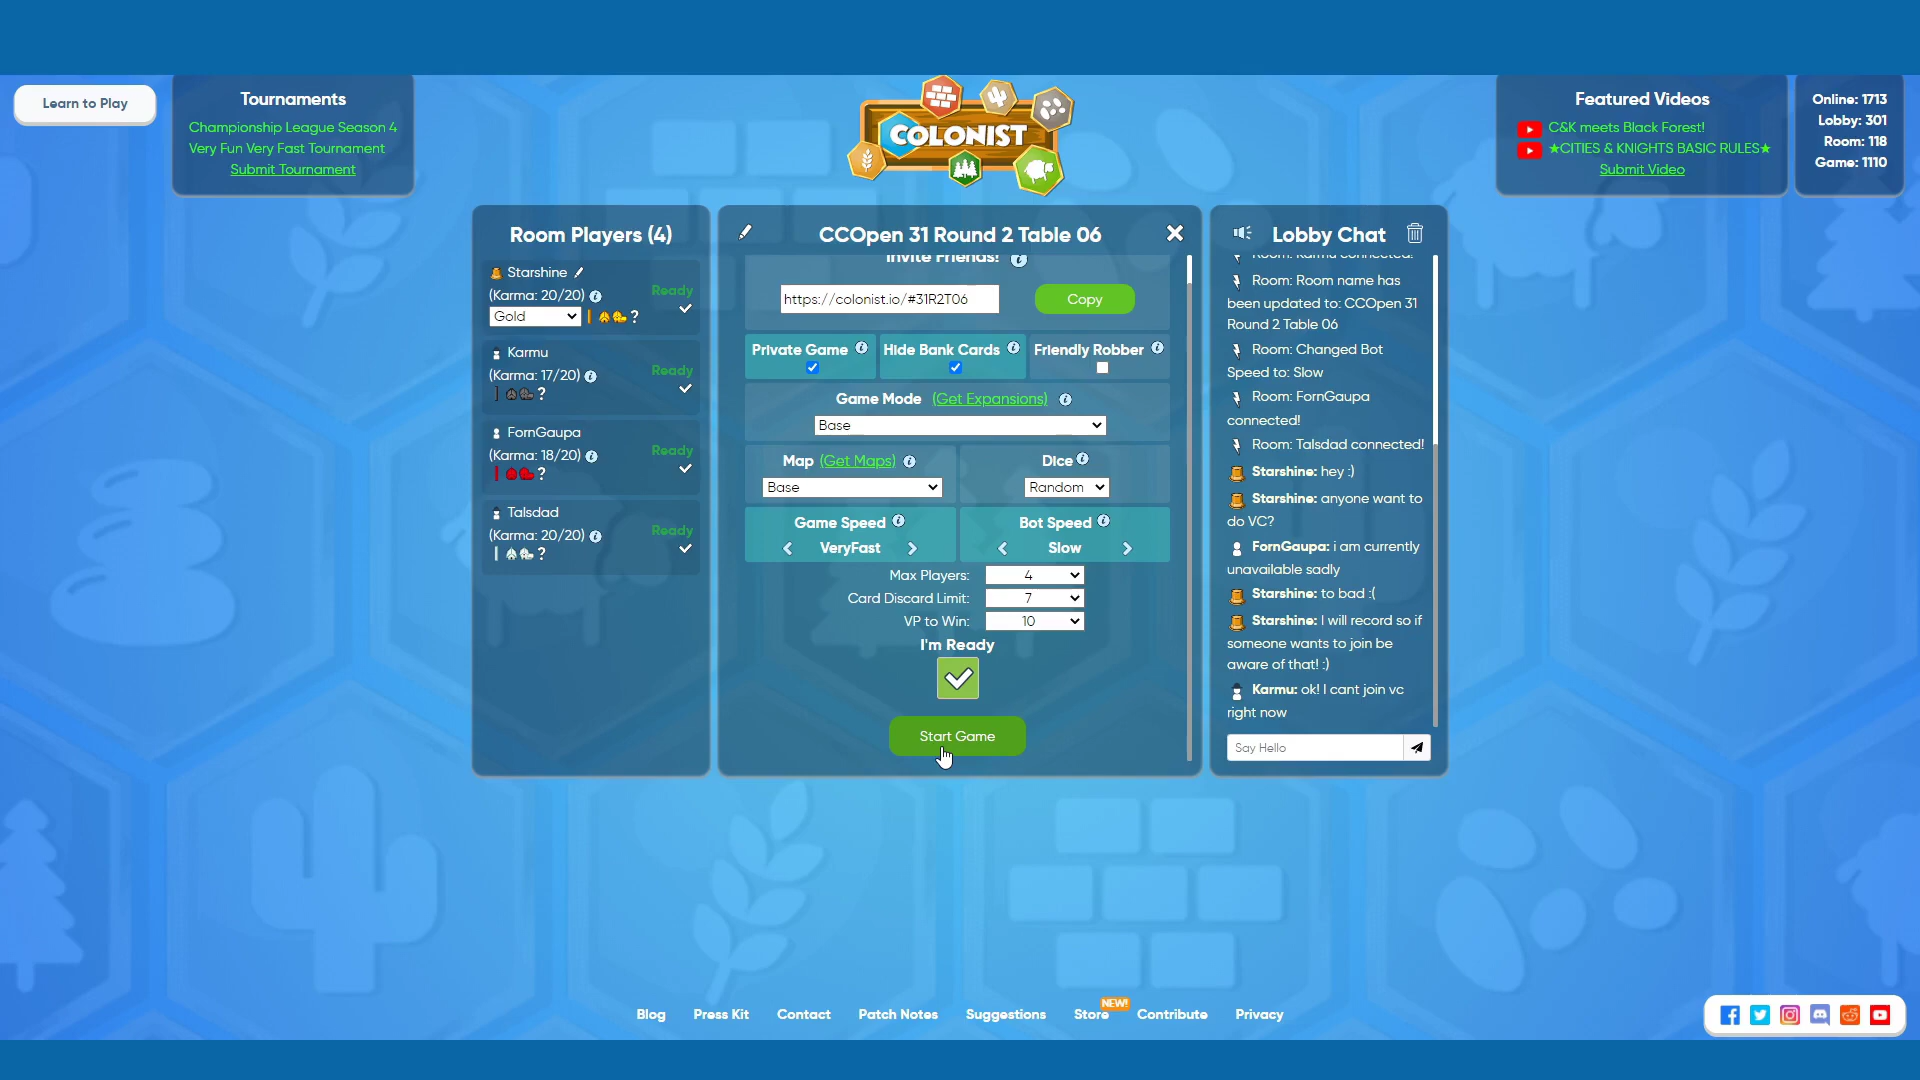 Learn to Play
Tournaments
Championship League Season 4
Very Fun Very Fast Tournament
Submit Tournament
COLONIST
Featured Videos
C&K meets Black Forest!
★CITIES & KNIGHTS BASIC RULES★
Submit Video
Online: 1713
Lobby: 301
Room: 118
Game: 1110
Room Players (4)
Starshine
(Karma: 20/20)
Ready
Gold
?
Karmu
(Karma: 17/20)
Ready
?
FornGaupa
(Karma: 18/20)
Ready
?
Talsdad
(Karma: 20/20)
Ready
?
CCOpen 31 Round 2 Table 06
Invite Friends!
https://colonist.io/#31R2T06
Copy
Private Game
Hide Bank Cards
Friendly Robber
Game Mode (Get Expansions)
Base
Map (Get Maps)
Base
Dice
Random
Game Speed
VeryFast
Bot Speed
Slow
Max Players: 4
Card Discard Limit: 7
VP to Win: 10
I'm Ready
Start Game
Lobby Chat
Room: Karmu connected!
Room: Room name has
been updated to: CCOpen 31
Round 2 Table 06
Room: Changed Bot
Speed to: Slow
Room: FornGaupa
connected!
Room: Talsdad connected!
Starshine: hey :)
Starshine: anyone want to
do VC?
FornGaupa: i am currently
unavailable sadly
Starshine: to bad :(
Starshine: I will record so if
someone wants to join be
aware of that! :)
Karmu: ok! I cant join vc
right now
Say Hello
Blog
Press Kit
Contact
Patch Notes
Suggestions
Store
NEW!
Contribute
Privacy